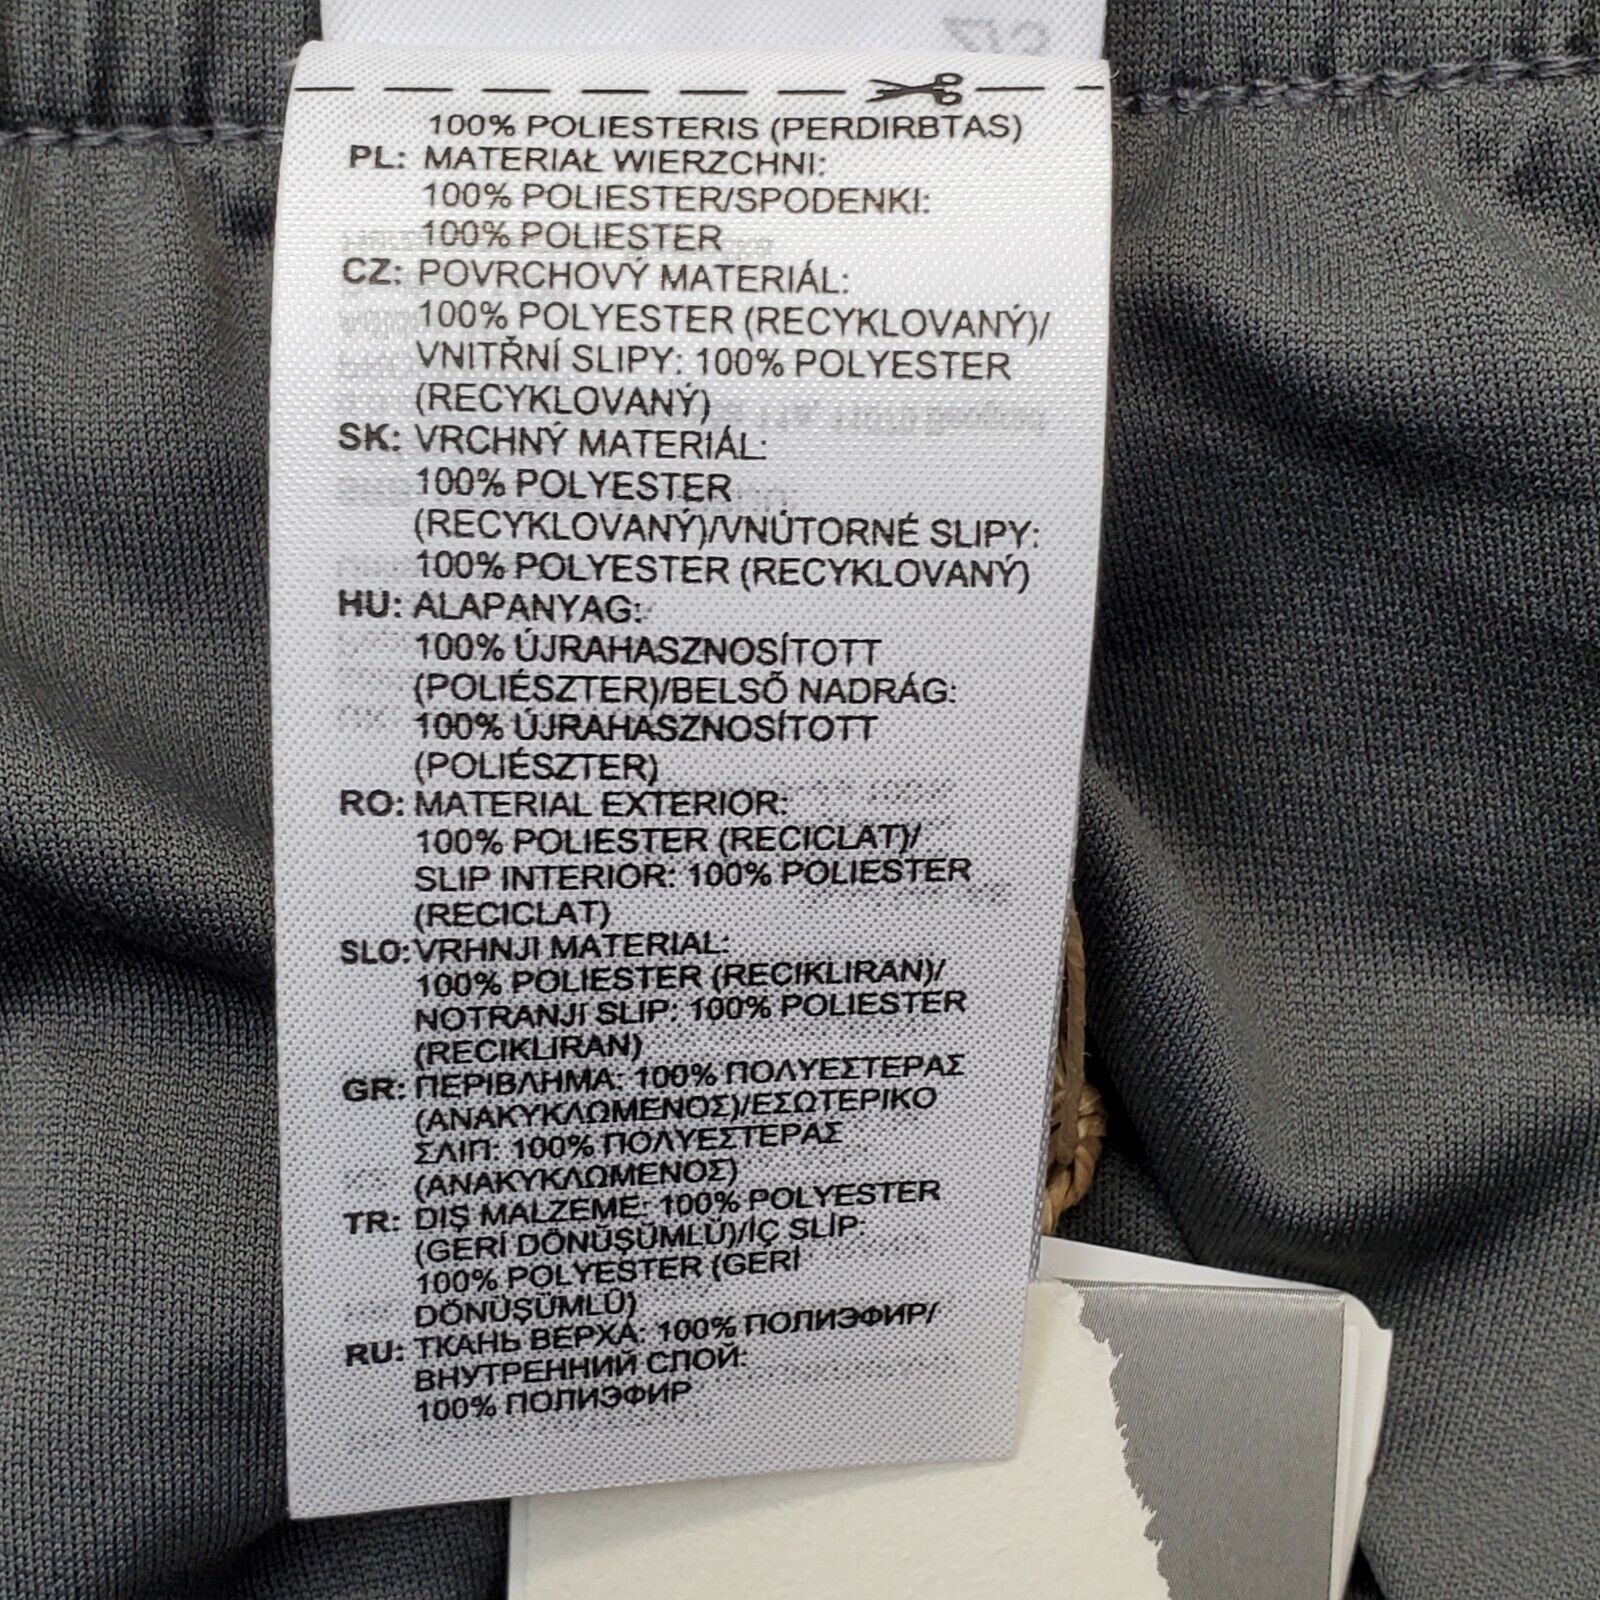 100% POLIESTERIS (PERDIRBTAS)
PL: MATERIAŁ WIERZCHNI:
100% POLIESTER/SPODENKI:
100% POLIESTER
CZ: POVRCHOVÝ MATERIÁL:
100% POLYESTER (RECYKLOVANÝ)/
VNITŘNÍ SLIPY: 100% POLYESTER
(RECYKLOVANÝ)
SK: VRCHNÝ MATERIÁL:
100% POLYESTER
(RECYKLOVANÝ)/VNÚTORNÉ SLIPY:
100% POLYESTER (RECYKLOVANÝ)
HU: ALAPANYAG:
100% ÚJRAHASZNOSÍTOTT
(POLIÉSZTER)/BELSŐ NADRÁG:
100% ÚJRAHASZNOSÍTOTT
(POLIÉSZTER)
RO: MATERIAL EXTERIOR:
100% POLIESTER (RECICLAT)/
SLIP INTERIOR: 100% POLIESTER
(RECICLAT)
SLO: VRHNJI MATERIAL:
100% POLIESTER (RECIKLIRAN)/
NOTRANJI SLIP: 100% POLIESTER
(RECIKLIRAN)
GR: ΠΕΡΙΒΛΗΜΑ: 100% ΠΟΛΥΕΣΤΕΡΑΣ
(ΑΝΑΚΥΚΛΩΜΕΝΟΣ)/ΕΣΩΤΕΡΙΚΟ
ΣΛΙΠ: 100% ΠΟΛΥΕΣΤΕΡΑΣ
(ΑΝΑΚΥΚΛΩΜΕΝΟΣ)
TR: DIŞ MALZEME: 100% POLYESTER
(GERİ DÖNÜŞÜMLÜ)/İÇ SLİP:
100% POLYESTER (GERİ
DÖNÜŞÜMLÜ)
RU: ТКАНЬ ВЕРХА: 100% ПОЛИЭФИР/
ВНУТРЕННИЙ СЛОЙ:
100% ПОЛИЭФИР